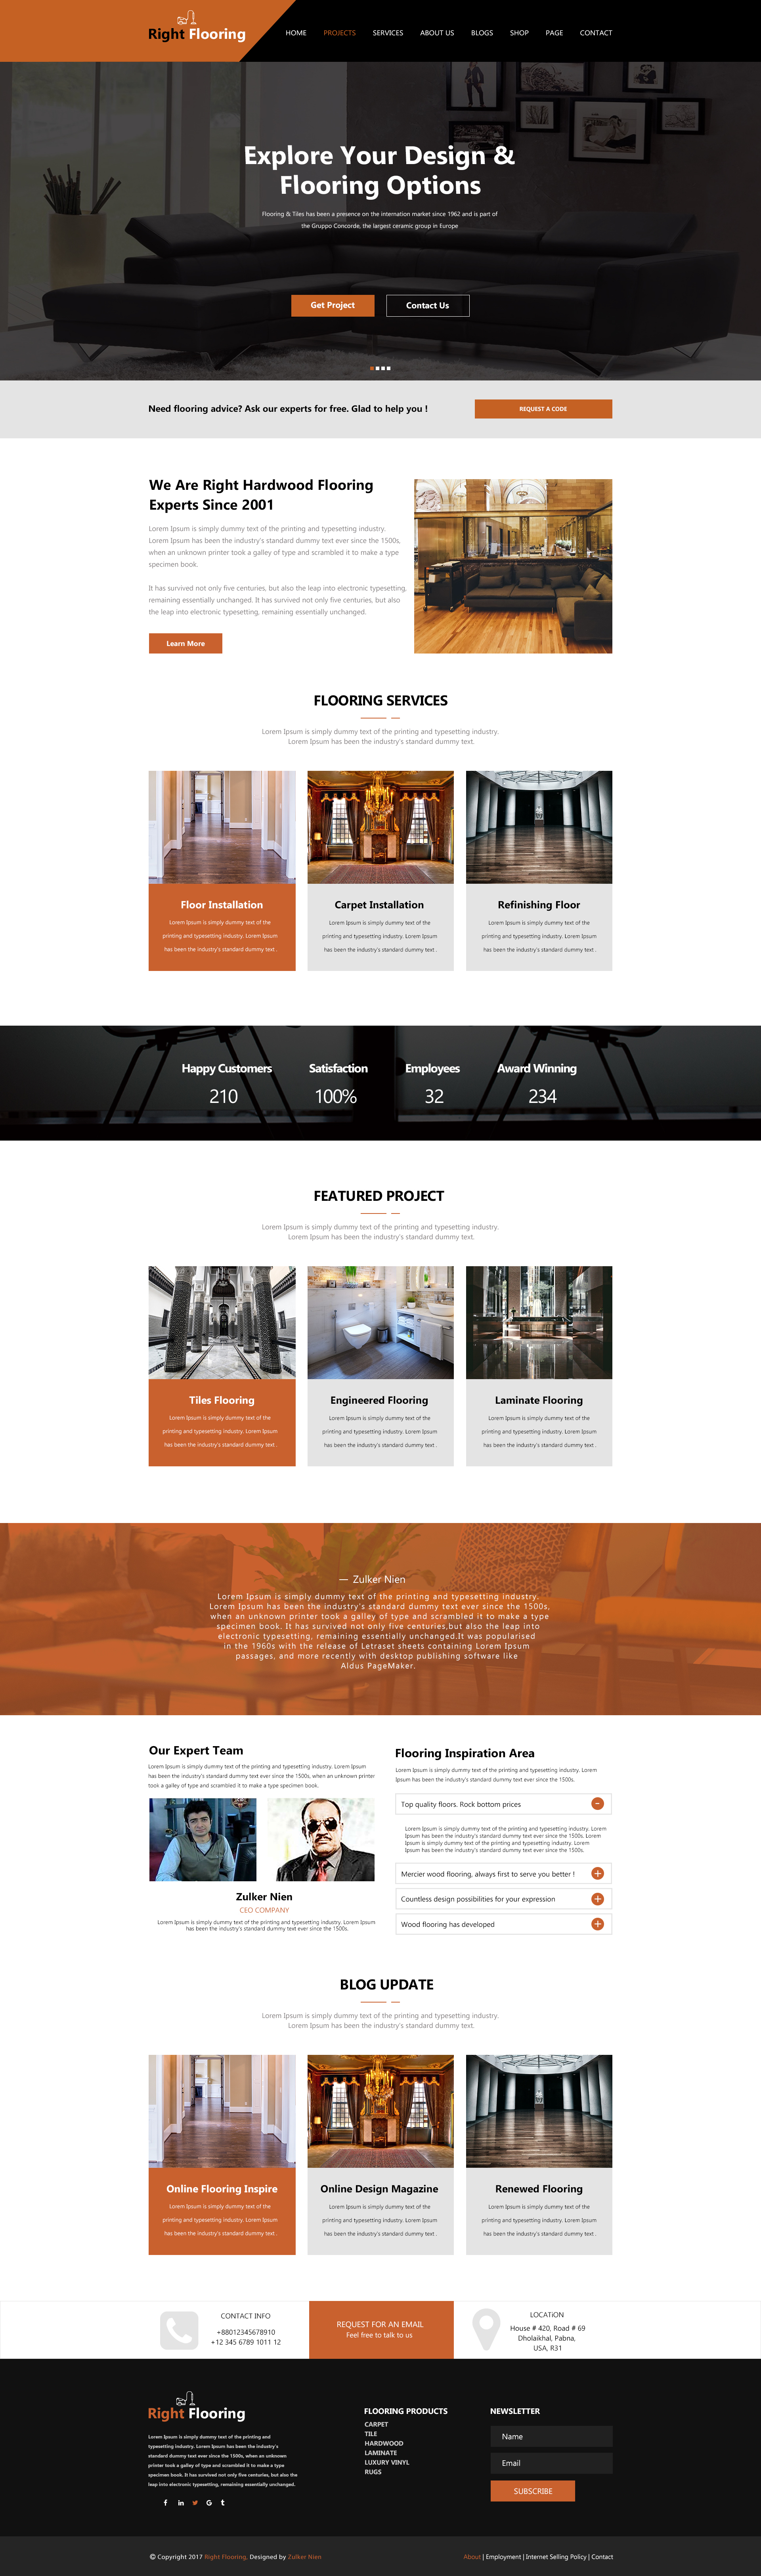 Right Flooring
HOME PROJECTS SERVICES ABOUT US BLOGS SHOP PAGE CONTACT
Explore Your Design &
Flooring Options
Flooring & Tiles has been a presence on the internation market since 1962 and is part of
the Gruppo Concorde, the largest ceramic group in Europe
Get Project
Contact Us
Need flooring advice? Ask our experts for free. Glad to help you !
REQUEST A CODE
We Are Right Hardwood Flooring
Experts Since 2001
Lorem Ipsum is simply dummy text of the printing and typesetting industry.
Lorem Ipsum has been the industry's standard dummy text ever since the 1500s,
when an unknown printer took a galley of type and scrambled it to make a type
specimen book.
It has survived not only five centuries, but also the leap into electronic typesetting,
remaining essentially unchanged. It has survived not only five centuries, but also
the leap into electronic typesetting, remaining essentially unchanged.
Learn More
FLOORING SERVICES
Lorem Ipsum is simply dummy text of the printing and typesetting industry.
Lorem Ipsum has been the industry's standard dummy text.
Floor Installation
Lorem Ipsum is simply dummy text of the
printing and typesetting industry. Lorem Ipsum
has been the industry's standard dummy text .
Carpet Installation
Lorem Ipsum is simply dummy text of the
printing and typesetting industry. Lorem Ipsum
has been the industry's standard dummy text .
Refinishing Floor
Lorem Ipsum is simply dummy text of the
printing and typesetting industry. Lorem Ipsum
has been the industry's standard dummy text .
Happy Customers
210
Satisfaction
100%
Employees
32
Award Winning
234
FEATURED PROJECT
Lorem Ipsum is simply dummy text of the printing and typesetting industry.
Lorem Ipsum has been the industry's standard dummy text.
Tiles Flooring
Lorem Ipsum is simply dummy text of the
printing and typesetting industry. Lorem Ipsum
has been the industry's standard dummy text .
Engineered Flooring
Lorem Ipsum is simply dummy text of the
printing and typesetting industry. Lorem Ipsum
has been the industry's standard dummy text .
Laminate Flooring
Lorem Ipsum is simply dummy text of the
printing and typesetting industry. Lorem Ipsum
has been the industry's standard dummy text .
— Zulker Nien
Lorem Ipsum is simply dummy text of the printing and typesetting industry.
Lorem Ipsum has been the industry's standard dummy text ever since the 1500s,
when an unknown printer took a galley of type and scrambled it to make a type
specimen book. It has survived not only five centuries,but also the leap into
electronic typesetting, remaining essentially unchanged.It was popularised
in the 1960s with the release of Letraset sheets containing Lorem Ipsum
passages, and more recently with desktop publishing software like
Aldus PageMaker.
Our Expert Team
Lorem Ipsum is simply dummy text of the printing and typesetting industry. Lorem Ipsum
has been the industry's standard dummy text ever since the 1500s, when an unknown printer
took a galley of type and scrambled it to make a type specimen book.
Zulker Nien
CEO COMPANY
Lorem Ipsum is simply dummy text of the printing and typesetting industry. Lorem Ipsum
has been the industry's standard dummy text ever since the 1500s.
Flooring Inspiration Area
Lorem Ipsum is simply dummy text of the printing and typesetting industry. Lorem
Ipsum has been the industry's standard dummy text ever since the 1500s.
Top quality floors. Rock bottom prices
Lorem Ipsum is simply dummy text of the printing and typesetting industry. Lorem
Ipsum has been the industry's standard dummy text ever since the 1500s, Lorem
Ipsum is simply dummy text of the printing and typesetting industry. Lorem
Ipsum has been the industry's standard dummy text ever since the 1500s.
Mercier wood flooring, always first to serve you better !
Countless design possibilities for your expression
Wood flooring has developed
BLOG UPDATE
Lorem Ipsum is simply dummy text of the printing and typesetting industry.
Lorem Ipsum has been the industry's standard dummy text.
Online Flooring Inspire
Lorem Ipsum is simply dummy text of the
printing and typesetting industry. Lorem Ipsum
has been the industry's standard dummy text .
Online Design Magazine
Lorem Ipsum is simply dummy text of the
printing and typesetting industry. Lorem Ipsum
has been the industry's standard dummy text .
Renewed Flooring
Lorem Ipsum is simply dummy text of the
printing and typesetting industry. Lorem Ipsum
has been the industry's standard dummy text .
CONTACT INFO
+88012345678910
+12 345 6789 1011 12
REQUEST FOR AN EMAIL
Feel free to talk to us
LOCATiON
House # 420, Road # 69
Dholaikhal, Pabna,
USA, R31
Right Flooring
Lorem Ipsum is simply dummy text of the printing and
typesetting industry. Lorem Ipsum has been the industry's
standard dummy text ever since the 1500s, when an unknown
printer took a galley of type and scrambled it to make a type
specimen book. It has survived not only five centuries, but also the
leap into electronic typesetting, remaining essentially unchanged.
FLOORING PRODUCTS
CARPET
TILE
HARDWOOD
LAMINATE
LUXURY VINYL
RUGS
NEWSLETTER
Name
Email
SUBSCRIBE
© Copyright 2017 Right Flooring. Designed by Zulker Nien
About | Employment | Internet Selling Policy | Contact